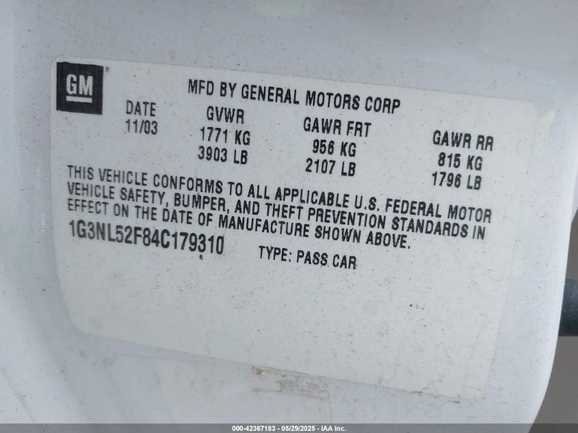 GM
MFD BY GENERAL MOTORS CORP
DATE GVWR GAWR FRT GAWR RR
11/03 1771 KG 956 KG 815 KG
3903 LB 2107 LB 1796 LB
THIS VEHICLE CONFORMS TO ALL APPLICABLE U.S. FEDERAL MOTOR
VEHICLE SAFETY, BUMPER, AND THEFT PREVENTION STANDARDS IN
EFFECT ON THE DATE OF MANUFACTURE SHOWN ABOVE.
1G3NL52F84C179310 TYPE: PASS CAR
000-42367183 - 05/29/2025 - IAA Inc.